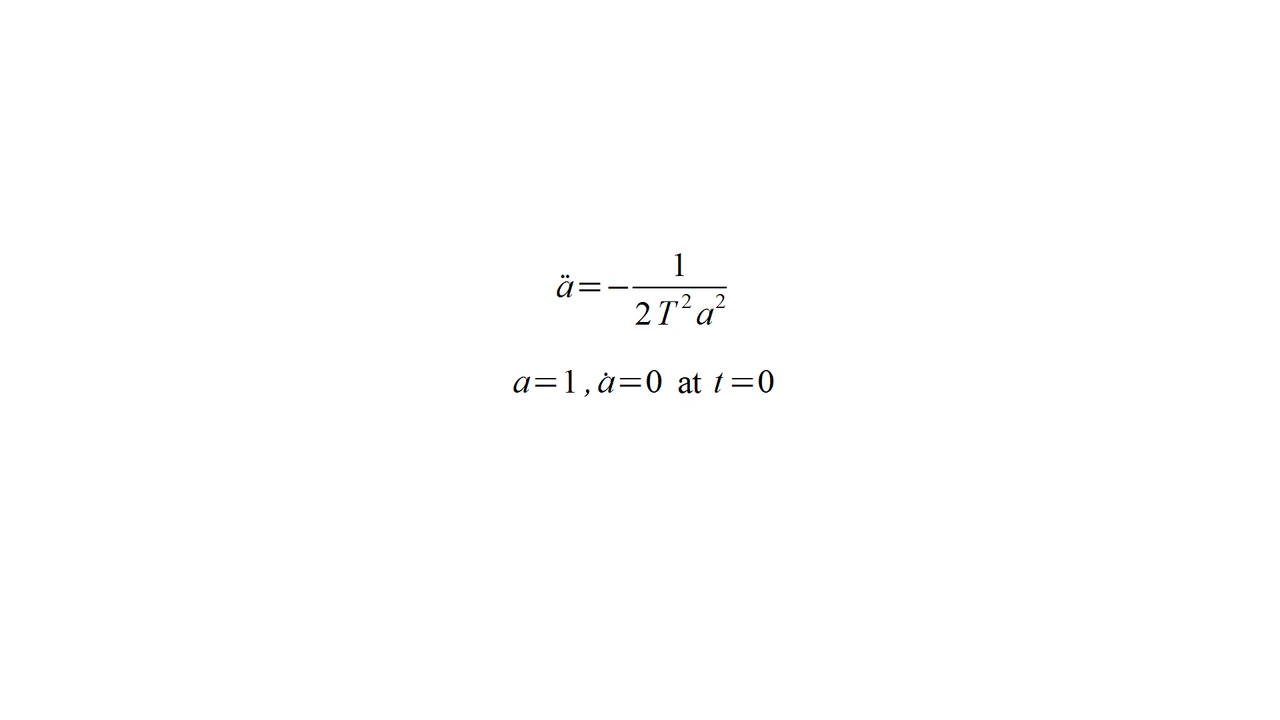 ä=−1/(2T²a²)
a=1, ȧ=0 at t=0